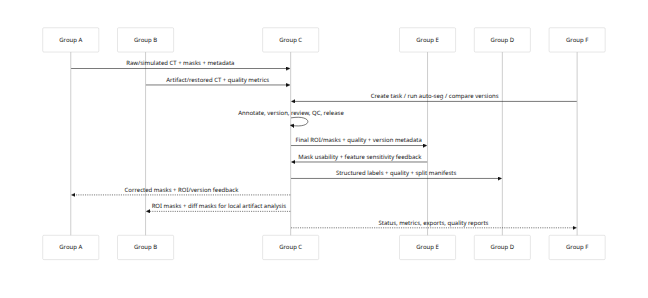 Group A
Group B
Group C
Group E
Group D
Group F
Raw/simulated CT + masks + metadata
Artifact/restored CT + quality metrics
Create task / run auto-seg / compare versions
Annotate, version, review, QC, release
Final ROI/masks + quality + version metadata
Mask usability + feature sensitivity feedback
Structured labels + quality + split manifests
Corrected masks + ROI/version feedback
ROI masks + diff masks for local artifact analysis
Status, metrics, exports, quality reports
Group A
Group B
Group C
Group E
Group D
Group F